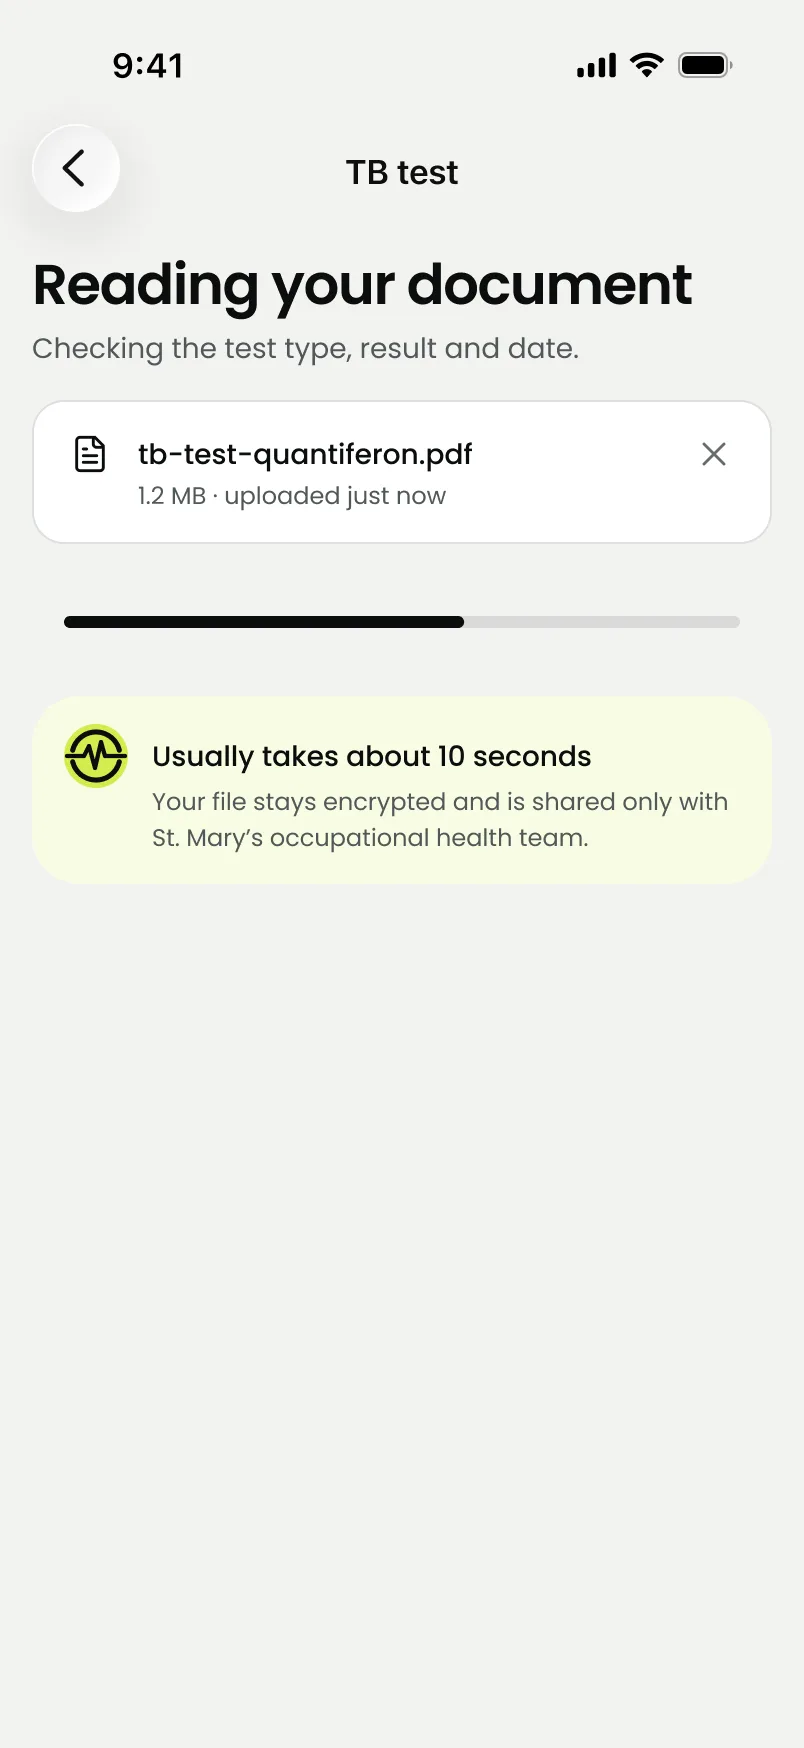 9:41
TB test
Reading your document
Checking the test type, result and date.
tb-test-quantiferon.pdf
1.2 MB · uploaded just now
Usually takes about 10 seconds
Your file stays encrypted and is shared only with
St. Mary’s occupational health team.